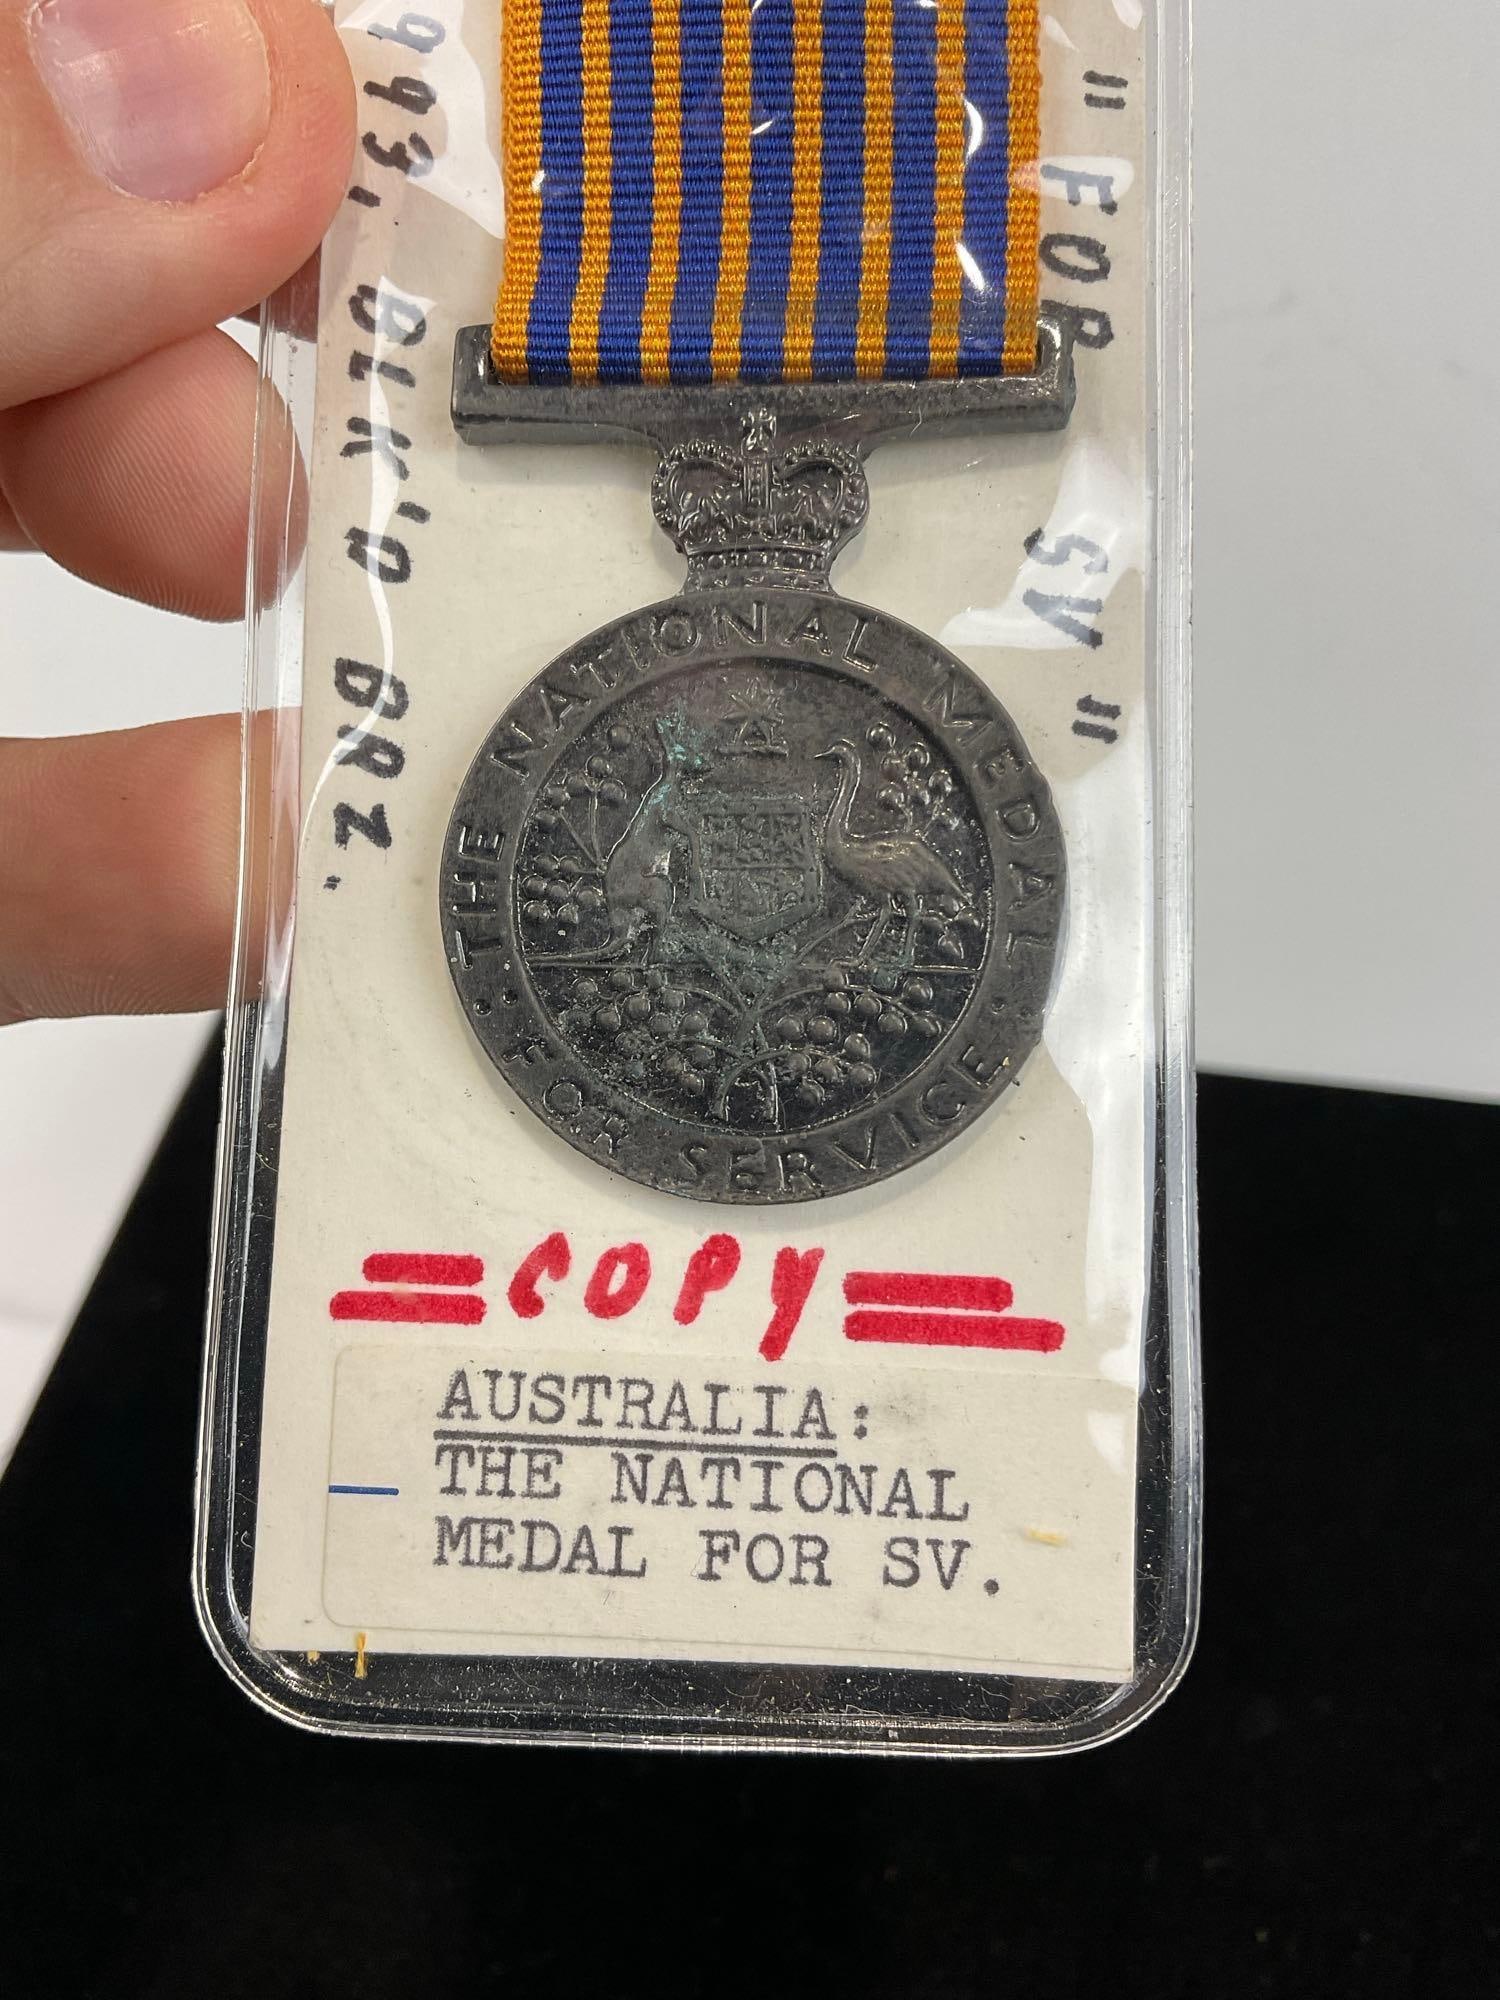 993, BLK'D BRZ"
" FOR SV"
THE NATIONAL MEDAL
FOR SERVICE
= COPY =
AUSTRALIA:
THE NATIONAL
MEDAL FOR SV.